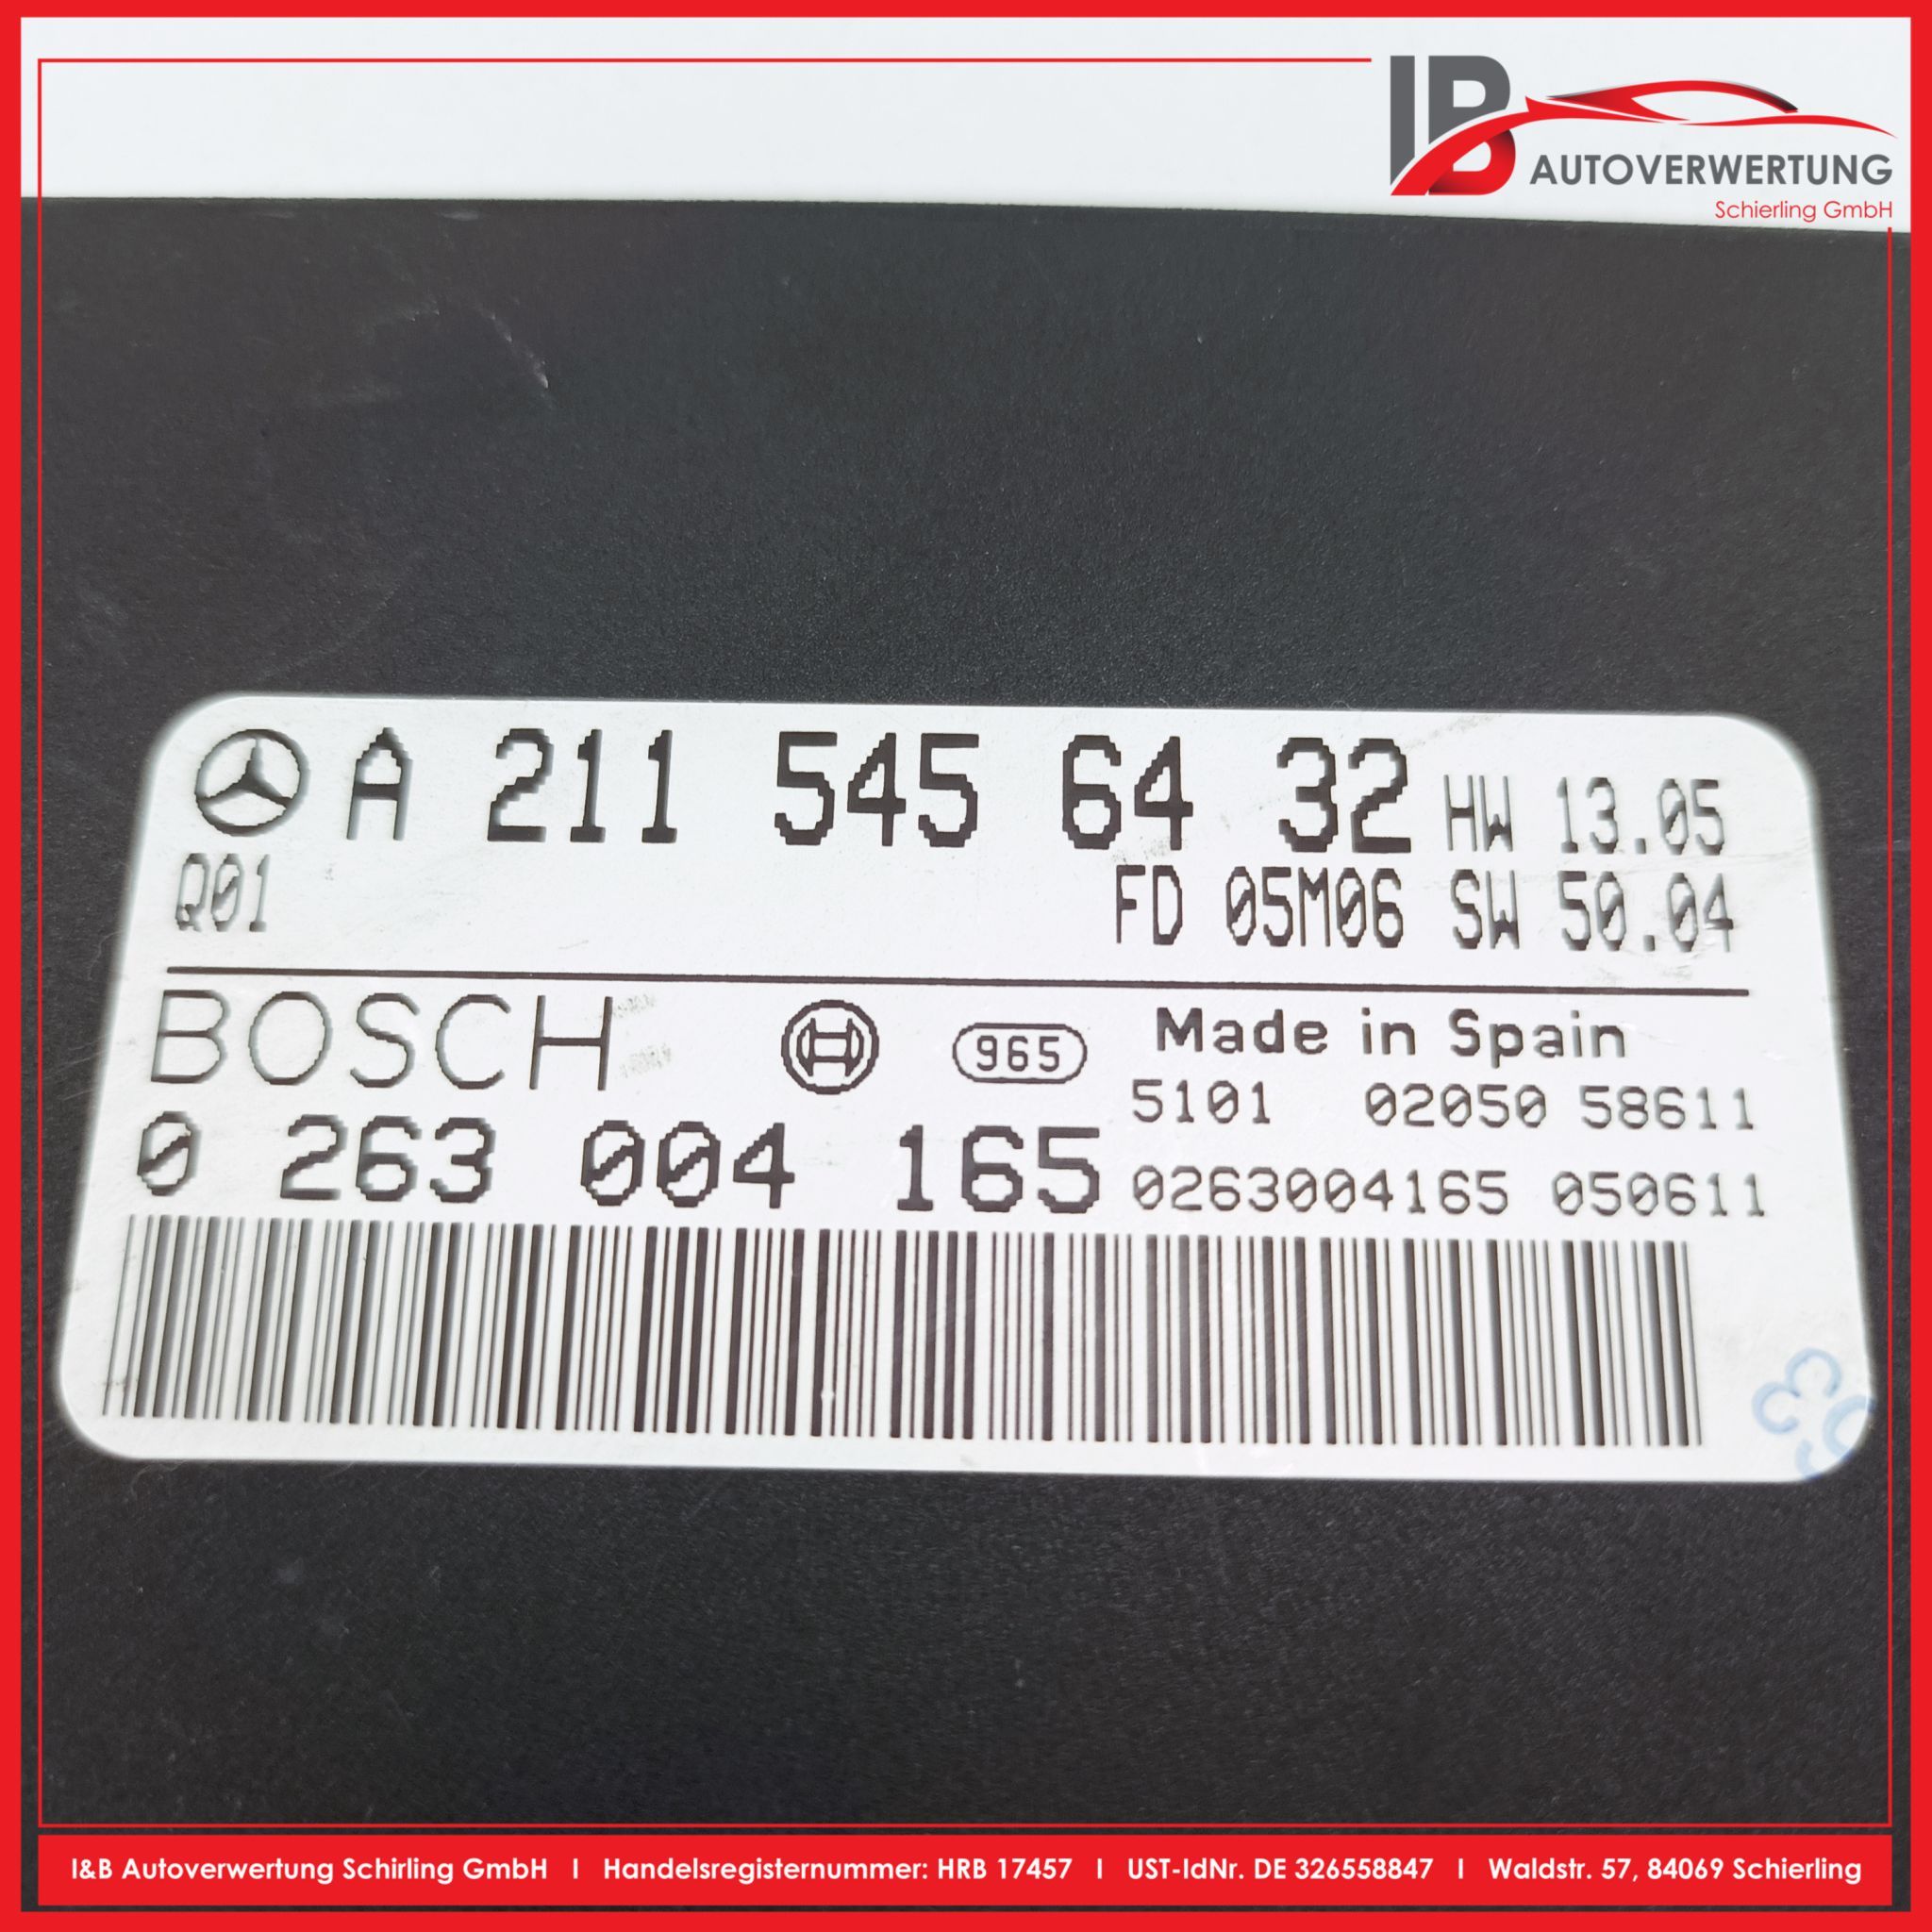 IB
AUTOVERWERTUNG
Schierling GmbH
A 211 545 64 32 HW 13.05
Q01 FD 05M06 SW 50.04
BOSCH 965 Made in Spain
5101 02050 58611
0 263 004 165 0263004165 050611
53
I&B Autoverwertung Schirling GmbH I Handelsregisternummer: HRB 17457 I UST-IdNr. DE 326558847 I Waldstr. 57, 84069 Schierling